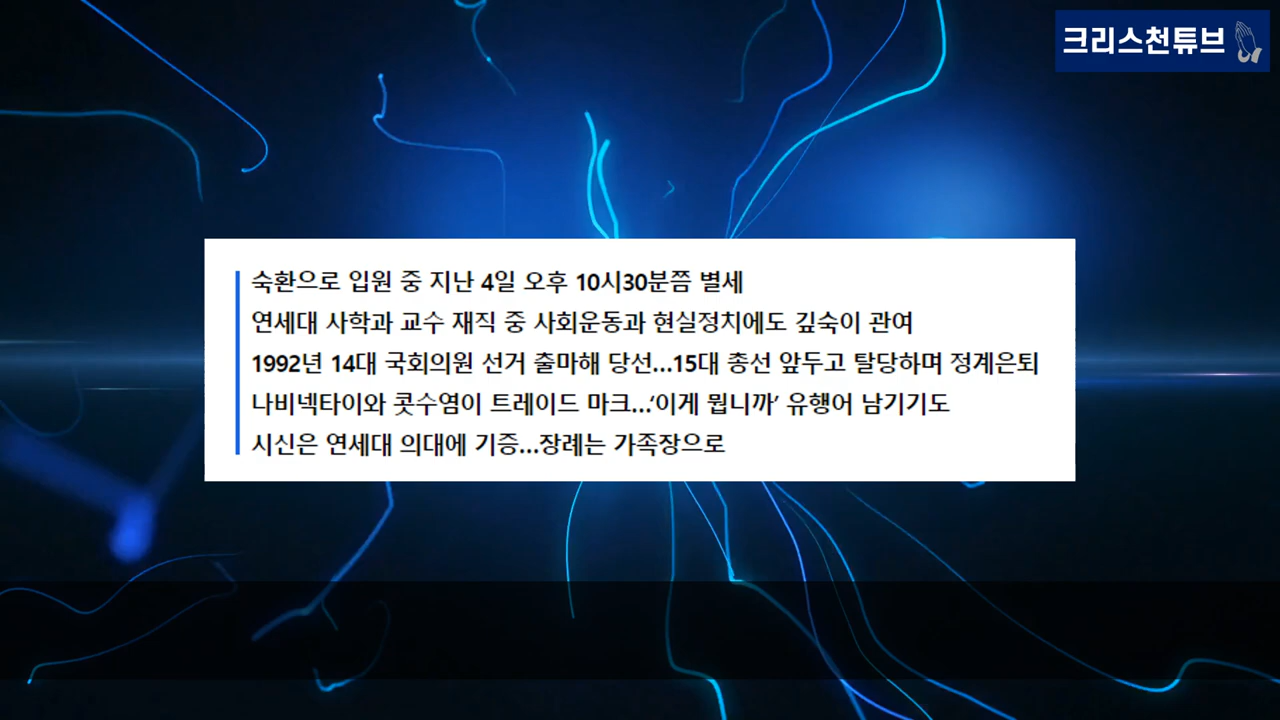 크리스천튜브
숙환으로 입원 중 지난 4일 오후 10시30분쯤 별세
연세대 사학과 교수 재직 중 사회운동과 현실정치에도 깊숙이 관여
1992년 14대 국회의원 선거 출마해 당선...15대 총선 앞두고 탈당하며 정계은퇴
나비넥타이와 콧수염이 트레이드 마크...‘이게 뭡니까’ 유행어 남기기도
시신은 연세대 의대에 기증...장례는 가족장으로